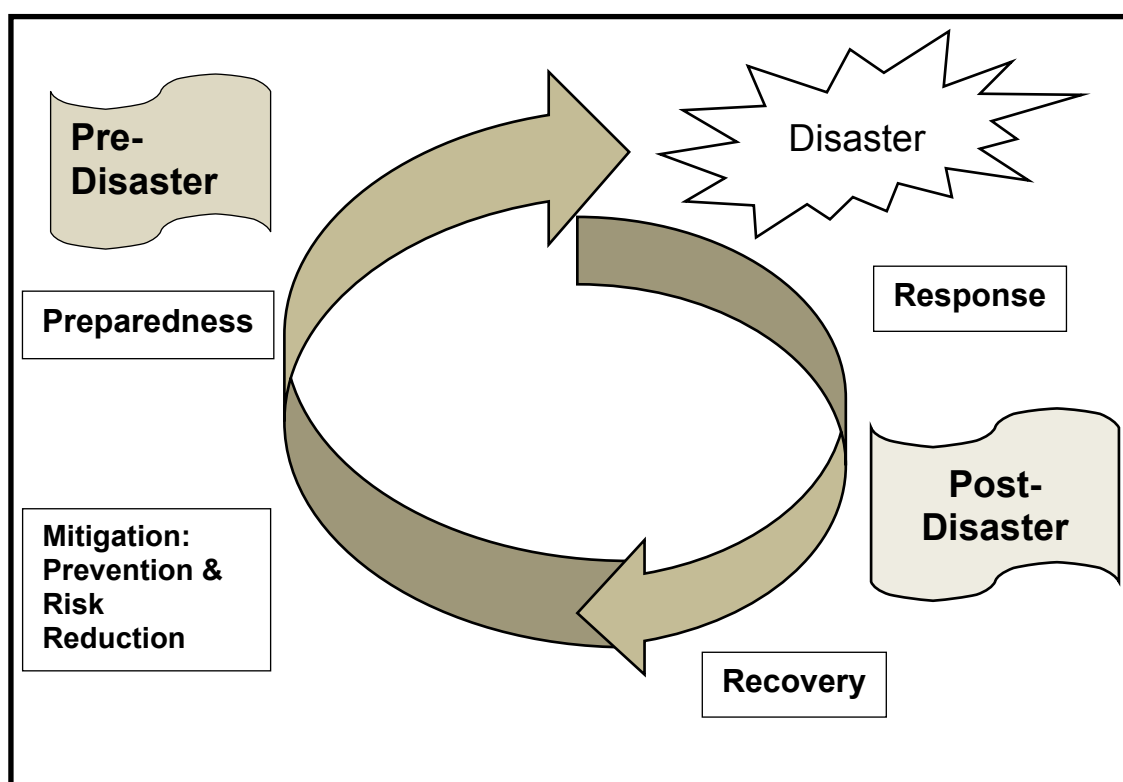 Pre-
Disaster
Disaster
Preparedness
Response
Post-
Disaster
Mitigation:
Prevention &
Risk
Reduction
Recovery